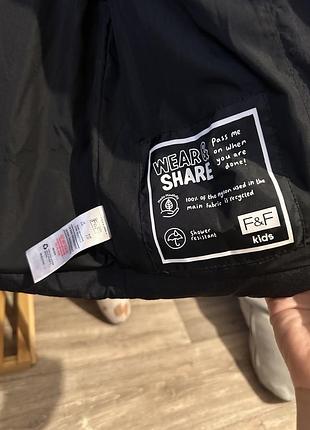 WEAR &
SHARE
Pass me
on when
you are
done!
100% of the nylon used in the
main fabric is recycled
Shower
resistant
F&F
kids